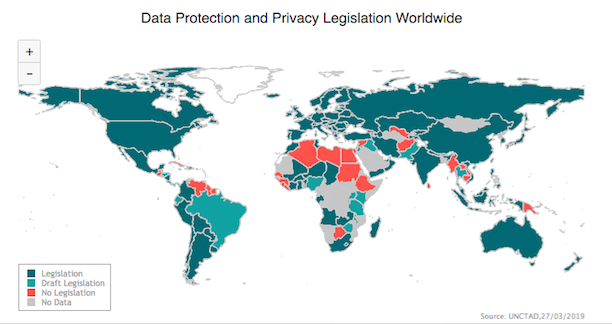 Data Protection and Privacy Legislation Worldwide
+
-
Legislation
Draft Legislation
No Legislation
No Data
Source: UNCTAD,27/03/2019